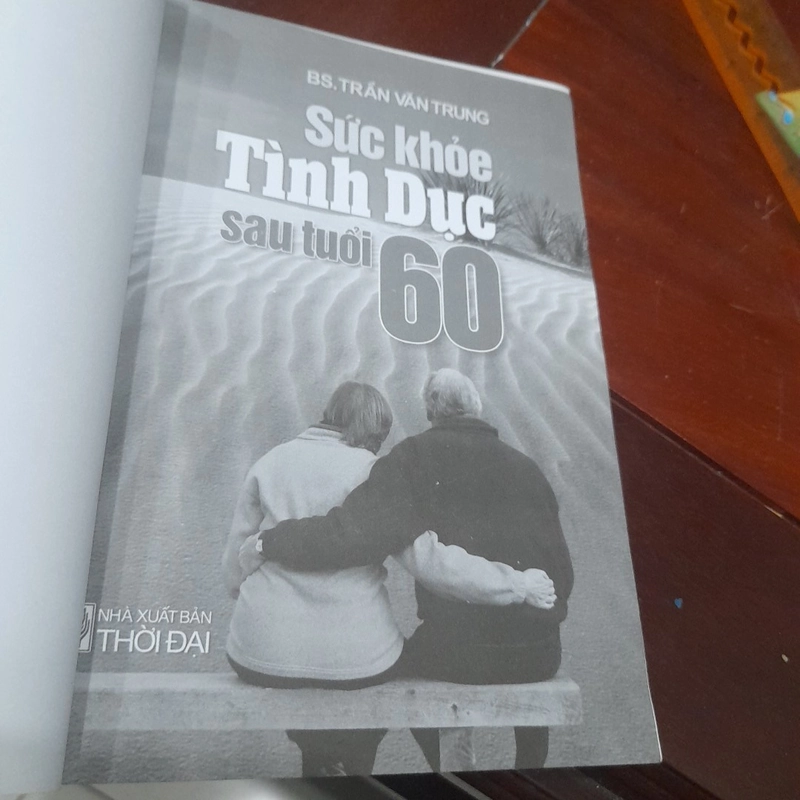 BS. TRẦN VĂN TRUNG
Sức khỏe
Tình Dục
sau tuổi
60
NHÀ XUẤT BẢN
THỜI ĐẠI